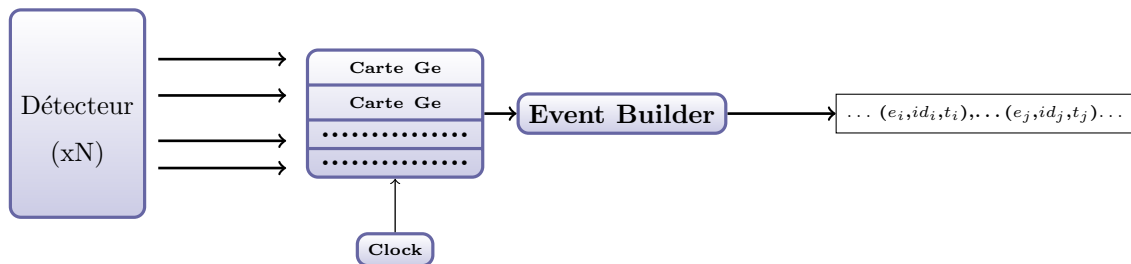 Détecteur
(xN)
Carte Ge
Carte Ge
...............
...............
Clock
Event Builder
... (e_i,id_i,t_i),... (e_j,id_j,t_j)...